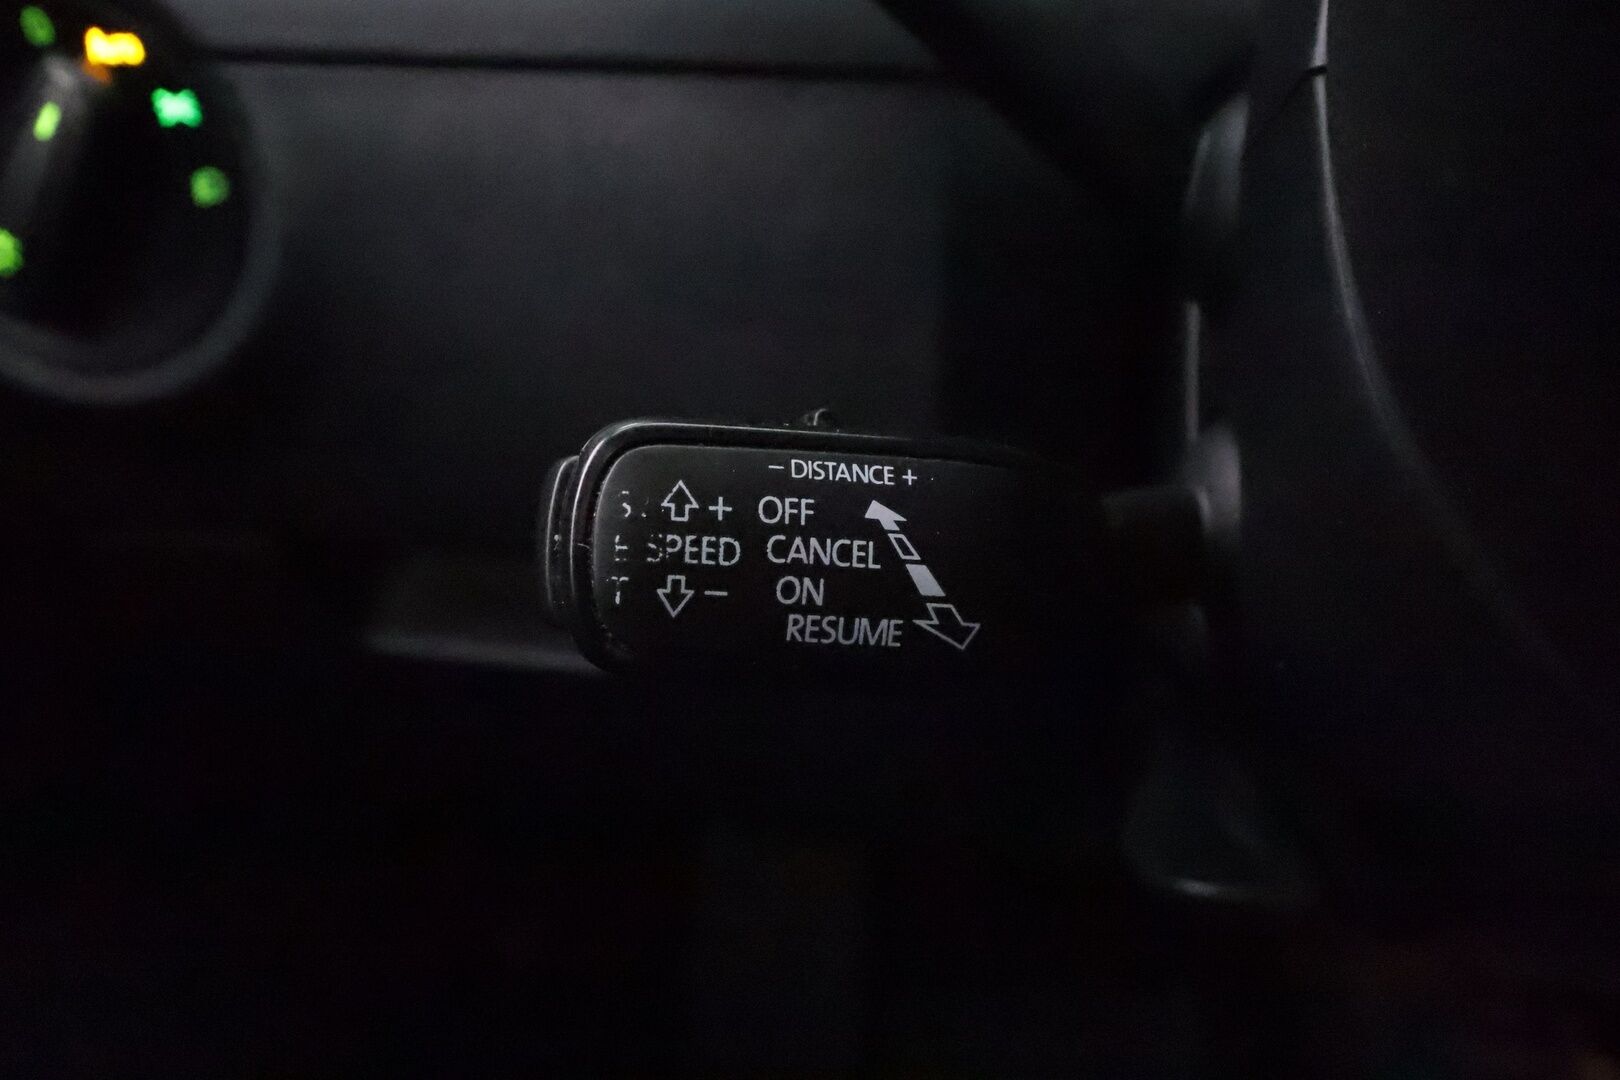 - DISTANCE +
+ OFF
SPEED CANCEL
- ON
RESUME